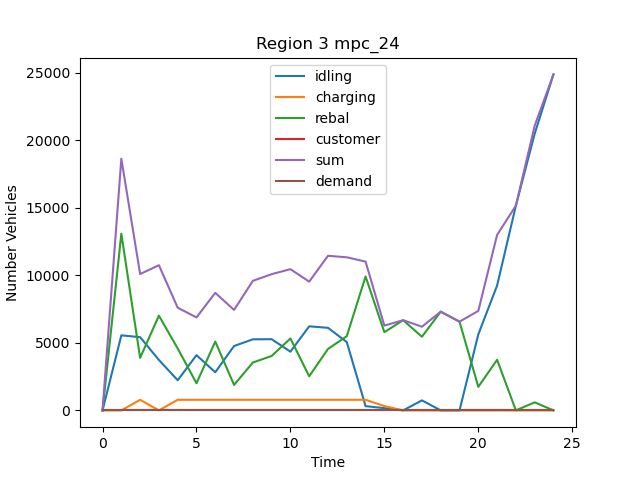 Region 3 mpc_24
Number Vehicles
25000
20000
15000
10000
5000
0
idling
charging
rebal
customer
sum
demand
0 5 10 15 20 25
Time